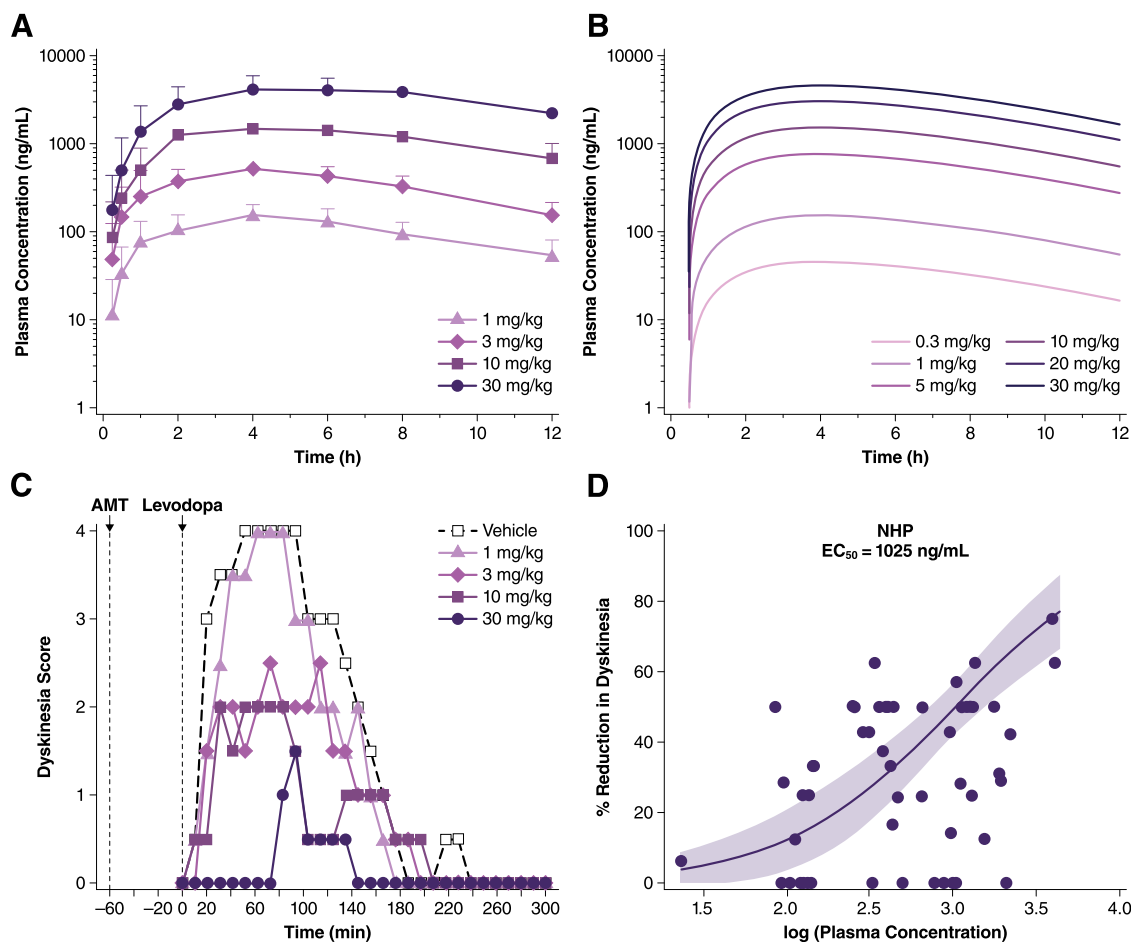 A
Plasma Concentration (ng/mL)
10000
1000
100
10
1
0 2 4 6 8 10 12
Time (h)
1 mg/kg
3 mg/kg
10 mg/kg
30 mg/kg
B
Plasma Concentration (ng/mL)
10000
1000
100
10
1
0 2 4 6 8 10 12
Time (h)
0.3 mg/kg
1 mg/kg
5 mg/kg
10 mg/kg
20 mg/kg
30 mg/kg
C
AMT Levodopa
Dyskinesia Score
4
3
2
1
0
–60 –20 0 20 60 100 140 180 220 260 300
Time (min)
Vehicle
1 mg/kg
3 mg/kg
10 mg/kg
30 mg/kg
D
NHP
EC₅₀ = 1025 ng/mL
% Reduction in Dyskinesia
100
80
60
40
20
0
1.5 2.0 2.5 3.0 3.5 4.0
log (Plasma Concentration)